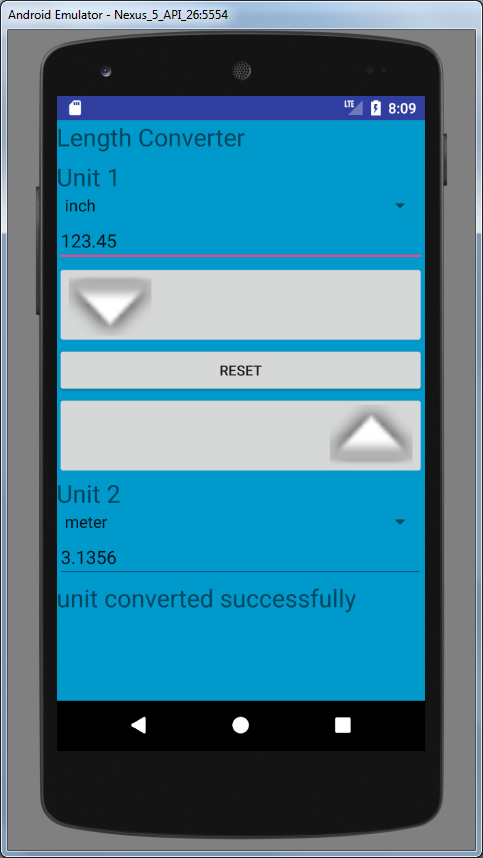 Android Emulator - Nexus_5_API_26:5554
LTE 8:09
Length Converter
Unit 1
inch
123.45
RESET
Unit 2
meter
3.1356
unit converted successfully